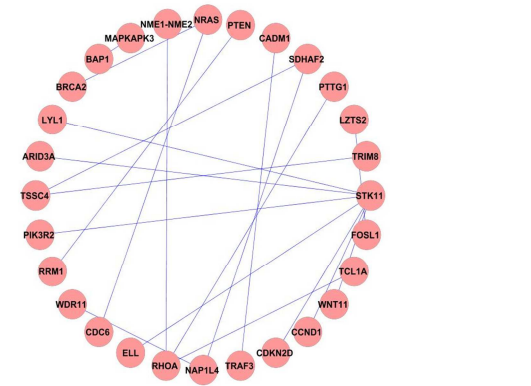 NME1-NME2
NRAS
PTEN
MAPKAPK3
CADM1
BAP1
SDHAF2
BRCA2
PTTG1
LYL1
LZTS2
ARID3A
TRIM8
TSSC4
STK11
PIK3R2
FOSL1
RRM1
TCL1A
WDR11
WNT11
CDC6
CCND1
ELL
CDKN2D
RHOA
NAP1L4
TRAF3